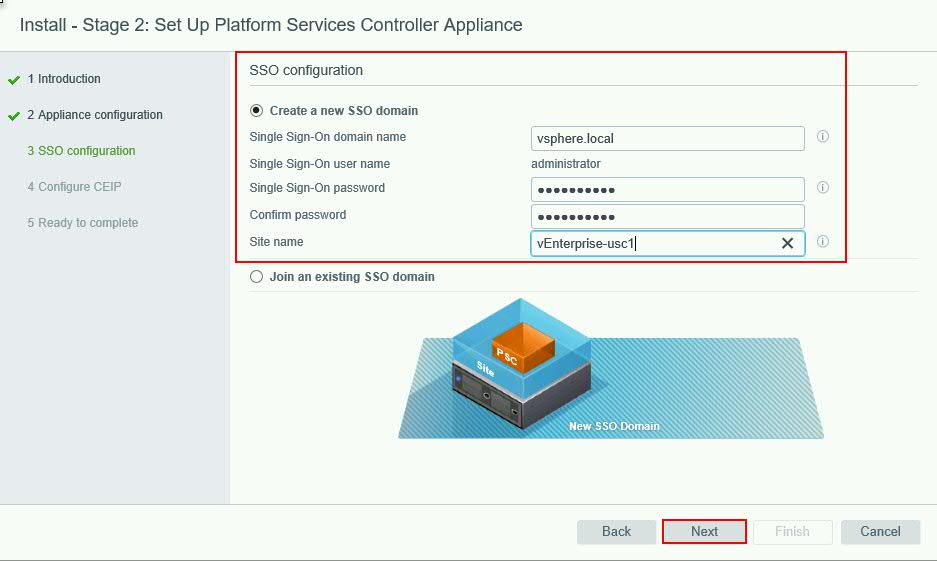 Install - Stage 2: Set Up Platform Services Controller Appliance
1 Introduction
2 Appliance configuration
3 SSO configuration
4 Configure CEIP
5 Ready to complete
SSO configuration
Create a new SSO domain
Single Sign-On domain name vsphere.local
Single Sign-On user name administrator
Single Sign-On password ●●●●●●●●●●
Confirm password ●●●●●●●●●●
Site name vEnterprise-usc1
Join an existing SSO domain
PSC
Site
New SSO Domain
Back Next Finish Cancel